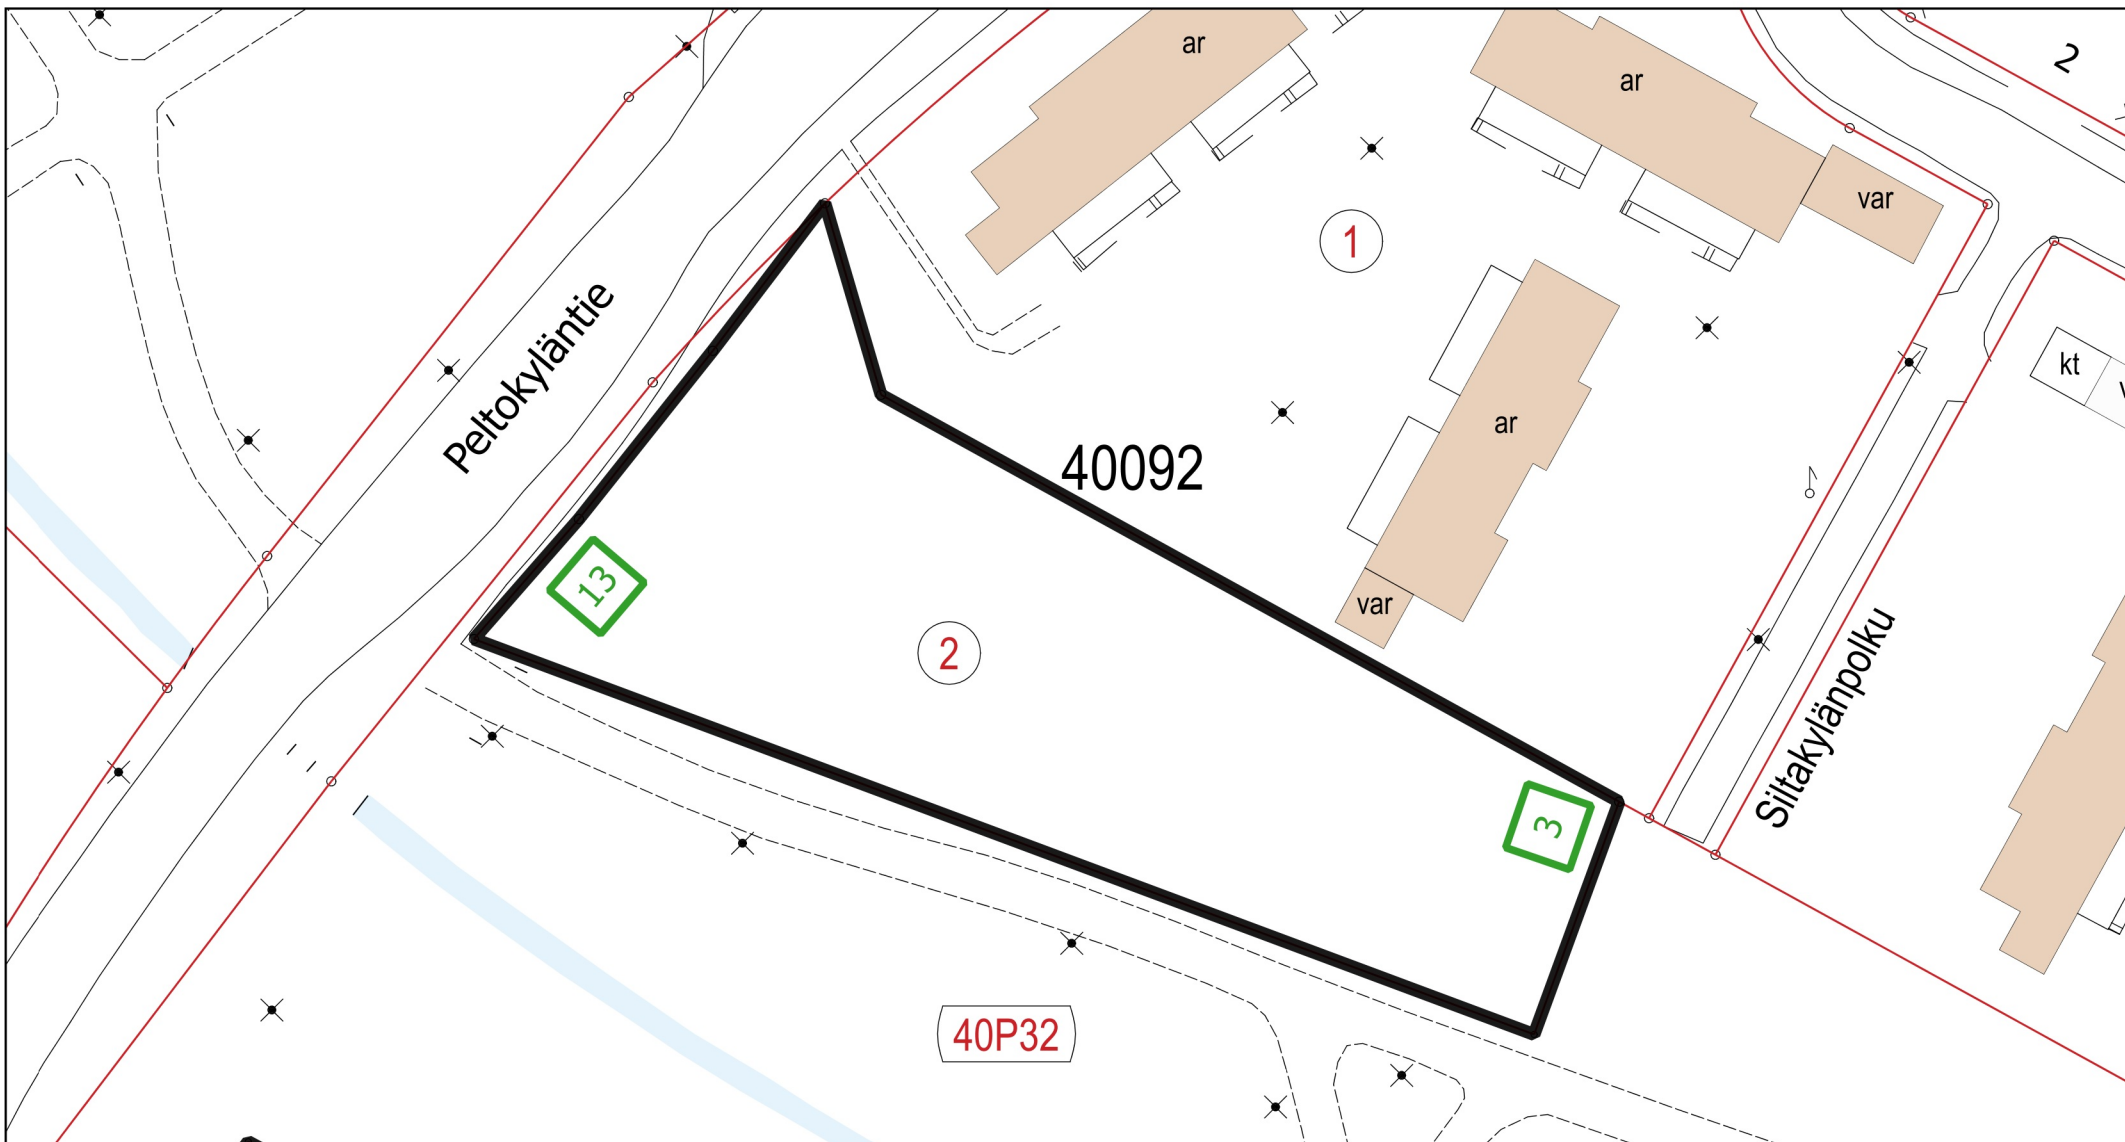 ar
2
ar
var
1
Peltokyläntie
kt
ar
40092
13
var
2
Siltakylänpolku
3
40P32